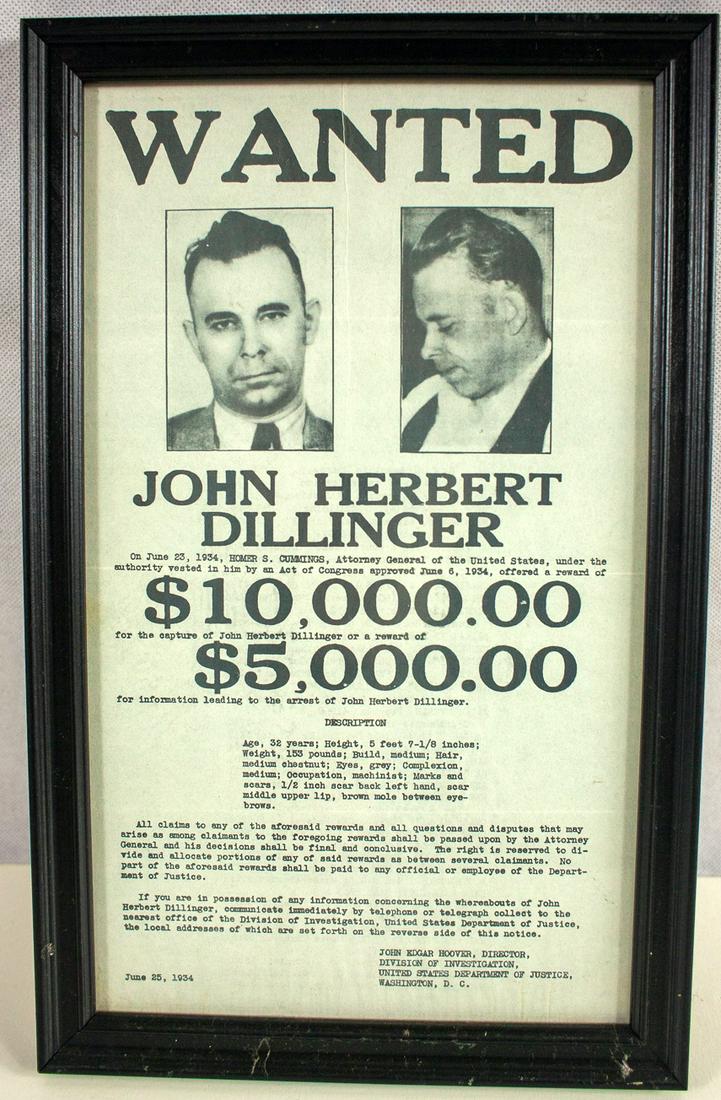 WANTED
JOHN HERBERT
DILLINGER
On June 23, 1934, HOMER S. CUMMINGS, Attorney General of the United States, under the
authority vested in him by an Act of Congress approved June 6, 1934, offered a reward of
$10,000.00
for the capture of John Herbert Dillinger or a reward of
$5,000.00
for information leading to the arrest of John Herbert Dillinger.
DESCRIPTION
Age, 32 years; Height, 5 feet 7-1/8 inches;
Weight, 153 pounds; Build, medium; Hair,
medium chestnut; Eyes, grey; Complexion,
medium; Occupation, machinist; Marks and
scars, 1/2 inch scar back left hand, scar
middle upper lip, brown mole between eye-
brows.
All claims to any of the aforesaid rewards and all questions and disputes that may
arise as among claimants to the foregoing rewards shall be passed upon by the Attorney
General and his decisions shall be final and conclusive. The right is reserved to di-
vide and allocate portions of any of said rewards as between several claimants. No
part of the aforesaid rewards shall be paid to any official or employee of the Depart-
ment of Justice.
If you are in possession of any information concerning the whereabouts of John
Herbert Dillinger, communicate immediately by telephone or telegraph collect to the
nearest office of the Division of Investigation, United States Department of Justice,
the local addresses of which are set forth on the reverse side of this notice.
JOHN EDGAR HOOVER, DIRECTOR,
DIVISION OF INVESTIGATION,
UNITED STATES DEPARTMENT OF JUSTICE,
WASHINGTON, D. C.
June 25, 1934